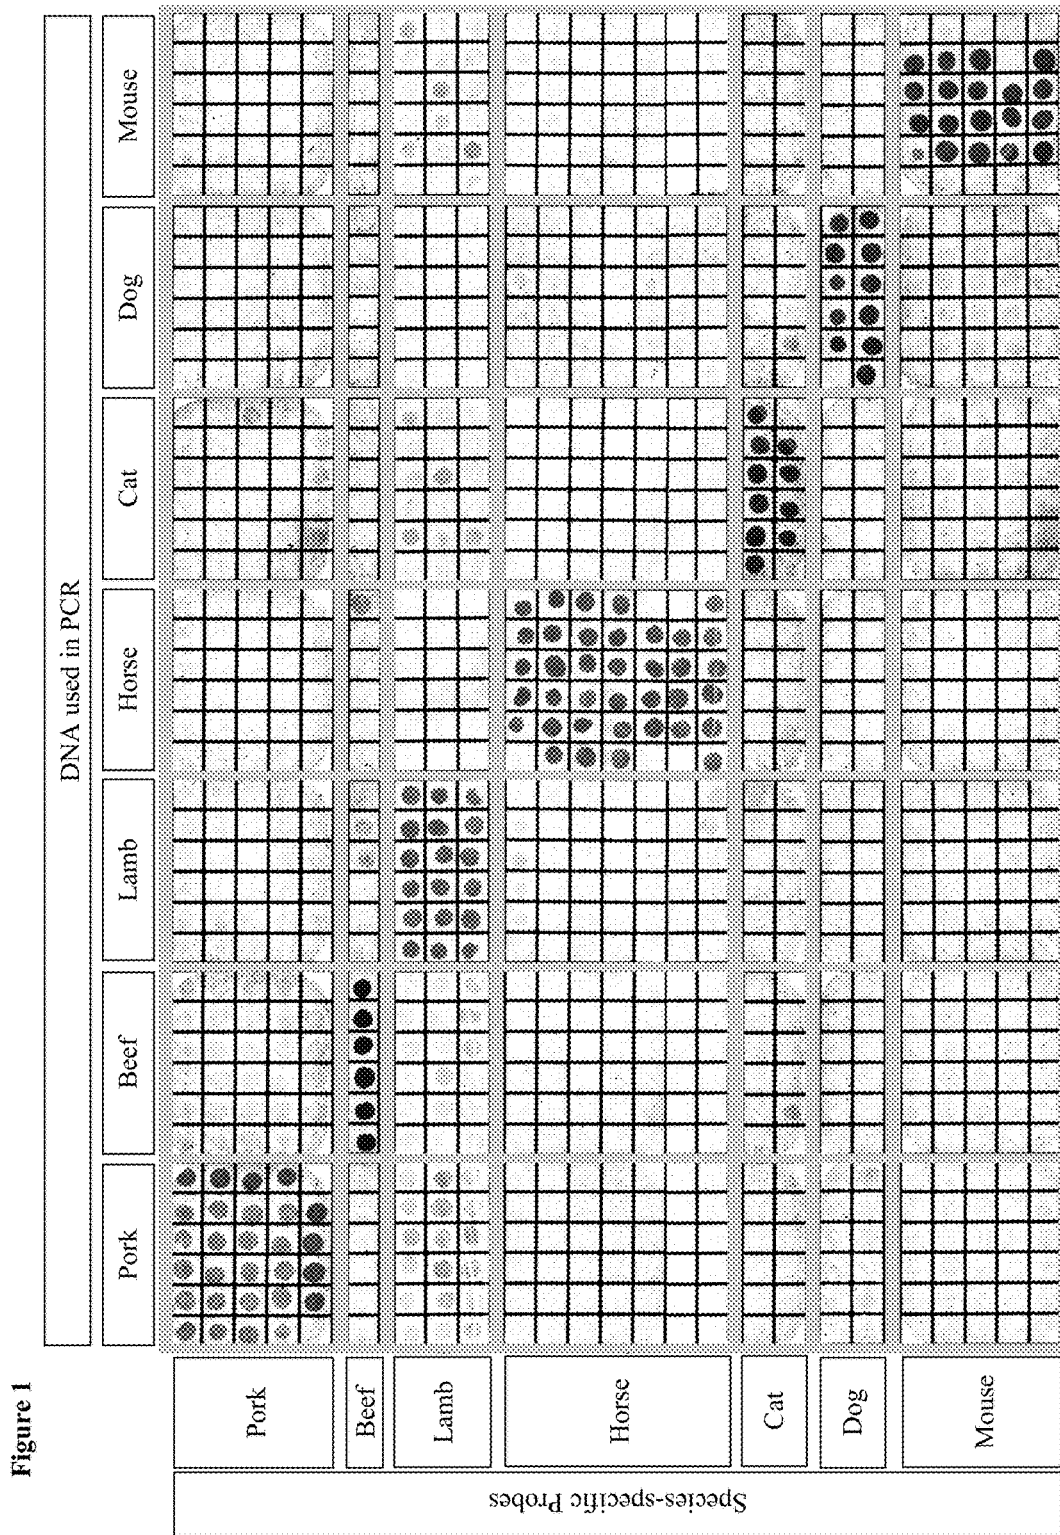 Figure 1
DNA used in PCR
Pork
Beef
Lamb
Horse
Cat
Dog
Mouse
Species-specific Probes
Pork
Beef
Lamb
Horse
Cat
Dog
Mouse